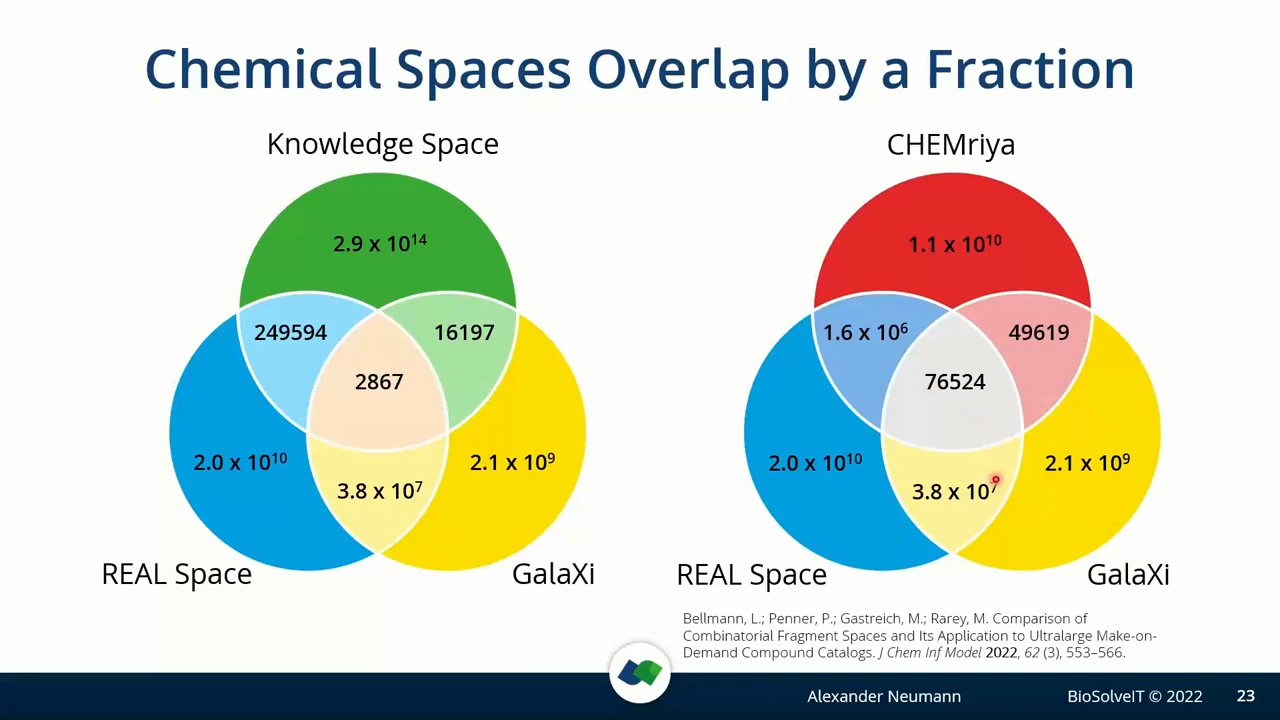 Chemical Spaces Overlap by a Fraction
Knowledge Space
2.9 x 10¹⁴
249594
16197
2867
2.0 x 10¹⁰
2.1 x 10⁹
3.8 x 10⁷
REAL Space
GalaXi
CHEMriya
1.1 x 10¹⁰
1.6 x 10⁶
49619
76524
2.0 x 10¹⁰
2.1 x 10⁹
3.8 x 10⁷
REAL Space
GalaXi
Bellmann, L.; Penner, P.; Gastreich, M.; Rarey, M. Comparison of
Combinatorial Fragment Spaces and Its Application to Ultralarge Make-on-
Demand Compound Catalogs. J Chem Inf Model 2022, 62 (3), 553–566.
Alexander Neumann
BioSolveIT © 2022
23